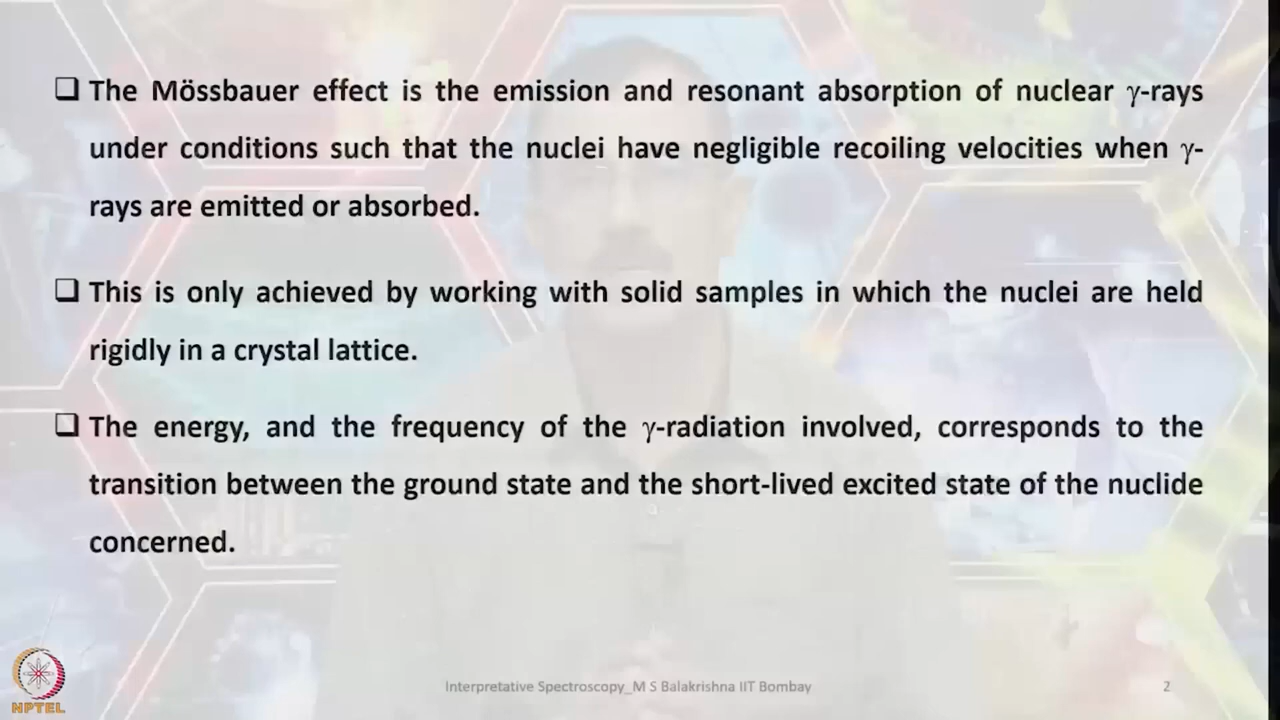 ❑ The Mössbauer effect is the emission and resonant absorption of nuclear γ-rays
under conditions such that the nuclei have negligible recoiling velocities when γ-
rays are emitted or absorbed.
❑ This is only achieved by working with solid samples in which the nuclei are held
rigidly in a crystal lattice.
❑ The energy, and the frequency of the γ-radiation involved, corresponds to the
transition between the ground state and the short-lived excited state of the nuclide
concerned.
Interpretative Spectroscopy_M S Balakrishna IIT Bombay
2
NPTEL